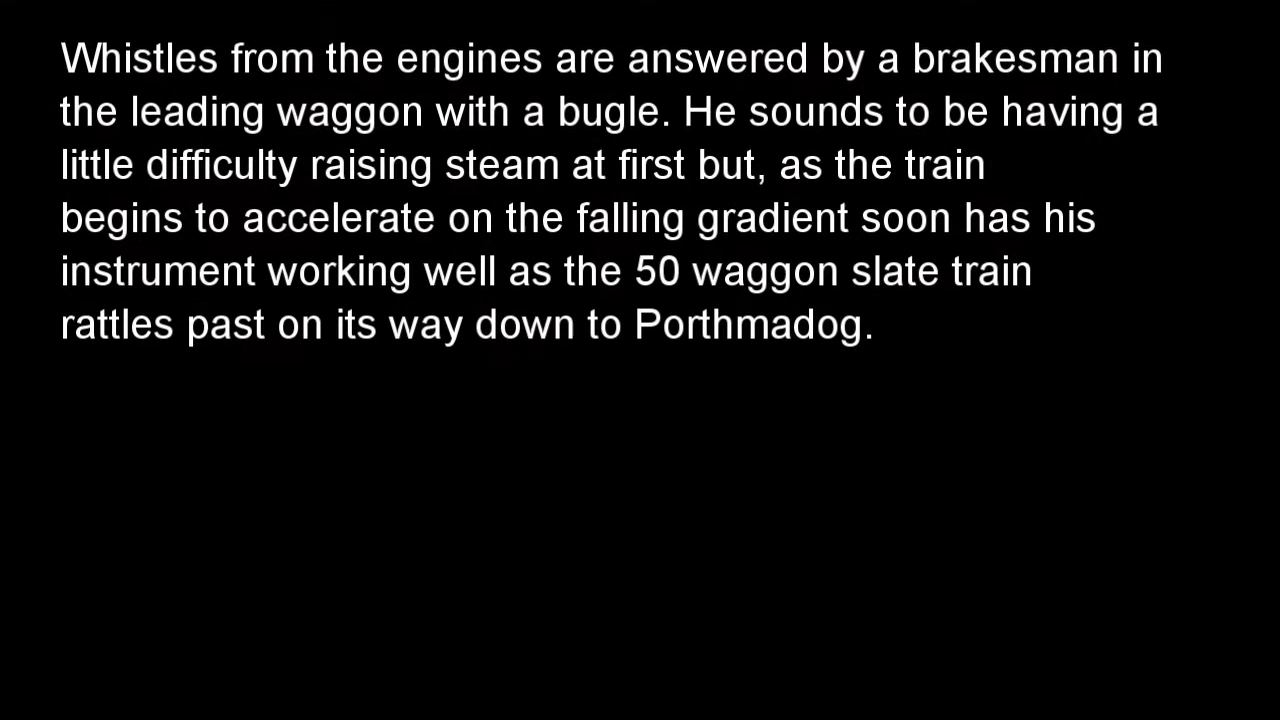 Whistles from the engines are answered by a brakesman in
the leading waggon with a bugle. He sounds to be having a
little difficulty raising steam at first but, as the train
begins to accelerate on the falling gradient soon has his
instrument working well as the 50 waggon slate train
rattles past on its way down to Porthmadog.